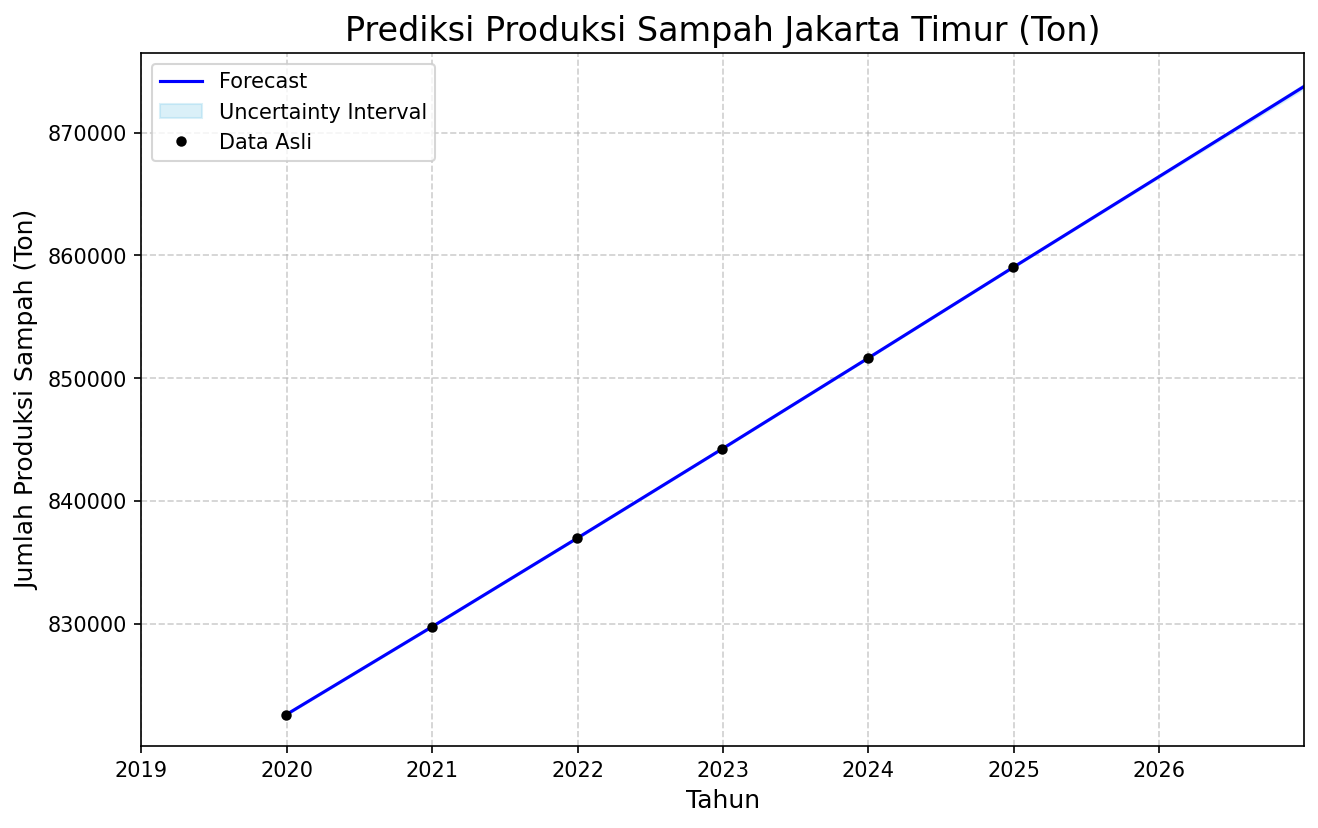 Prediksi Produksi Sampah Jakarta Timur (Ton)
Forecast
Uncertainty Interval
Data Asli
Jumlah Produksi Sampah (Ton)
870000
860000
850000
840000
830000
2019 2020 2021 2022 2023 2024 2025 2026
Tahun